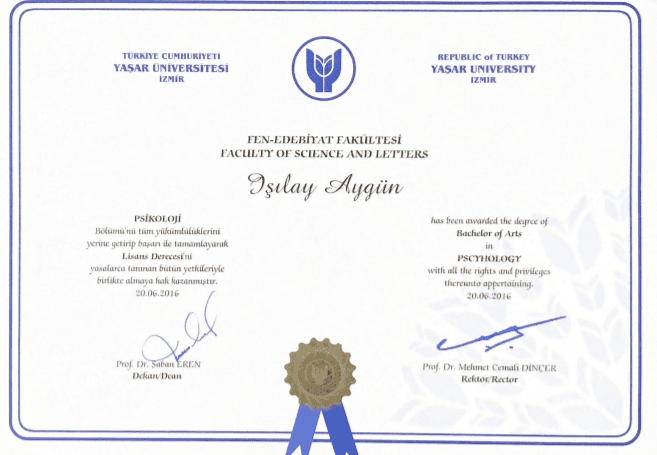 TÜRKİYE CUMHURİYETİ
YAŞAR ÜNİVERSİTESİ
İZMİR
REPUBLIC of TURKEY
YAŞAR UNIVERSITY
İZMİR
FEN-EDEBİYAT FAKÜLTESİ
FACULTY OF SCIENCE AND LETTERS
Işılay Aygün
PSİKOLOJİ
Bölümü'nü tüm yükümlülüklerini
yerine getirip başarı ile tamamlayarak
Lisans Derecesi'ni
yasalarca tanınan bütün yetkileriyle
birlikte almaya hak kazanmıştır.
20.06.2016
Prof. Dr. Şaban EREN
Dekan/Dean
has been awarded the degree of
Bachelor of Arts
in
PSCYHOLOGY
with all the rights and privileges
thereunto appertaining.
20.06.2016
Prof. Dr. Mehmet Cemali DİNÇER
Rektör/Rector